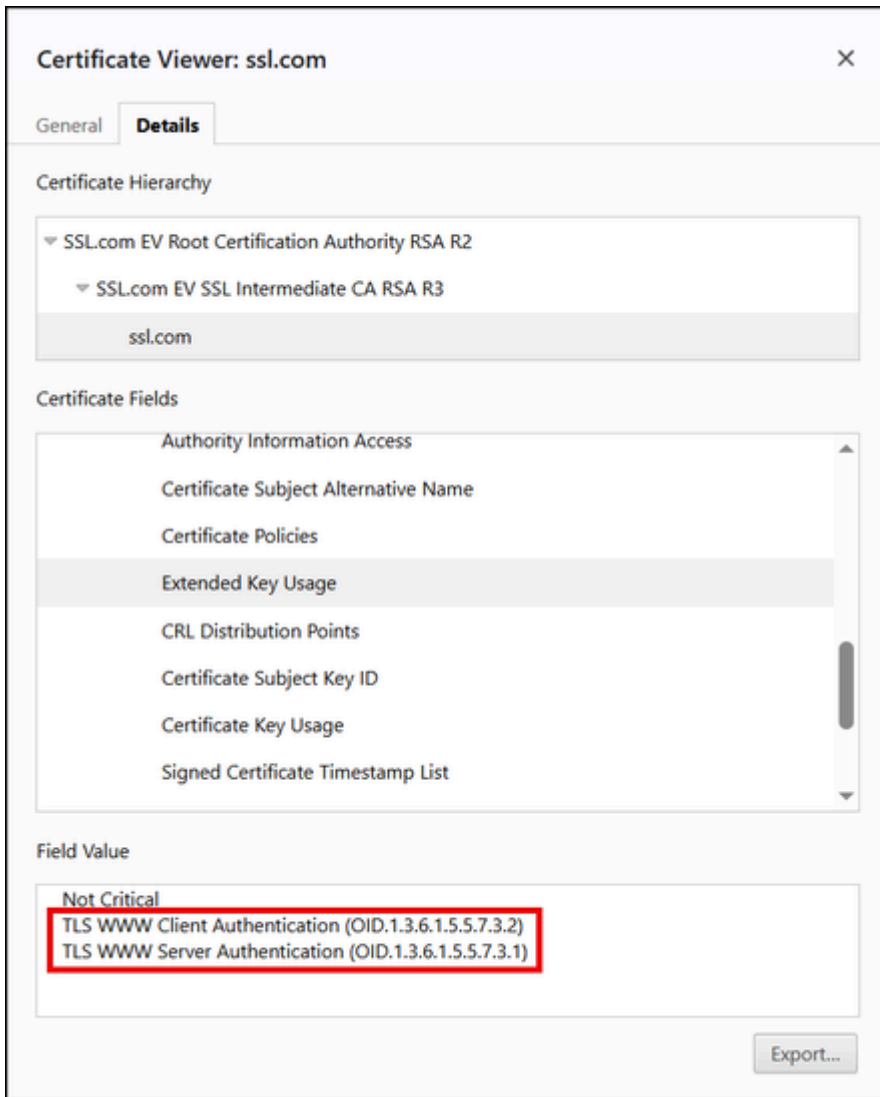 Certificate Viewer: ssl.com
General Details
Certificate Hierarchy
SSL.com EV Root Certification Authority RSA R2
SSL.com EV SSL Intermediate CA RSA R3
ssl.com
Certificate Fields
Authority Information Access
Certificate Subject Alternative Name
Certificate Policies
Extended Key Usage
CRL Distribution Points
Certificate Subject Key ID
Certificate Key Usage
Signed Certificate Timestamp List
Field Value
Not Critical
TLS WWW Client Authentication (OID.1.3.6.1.5.5.7.3.2)
TLS WWW Server Authentication (OID.1.3.6.1.5.5.7.3.1)
Export...